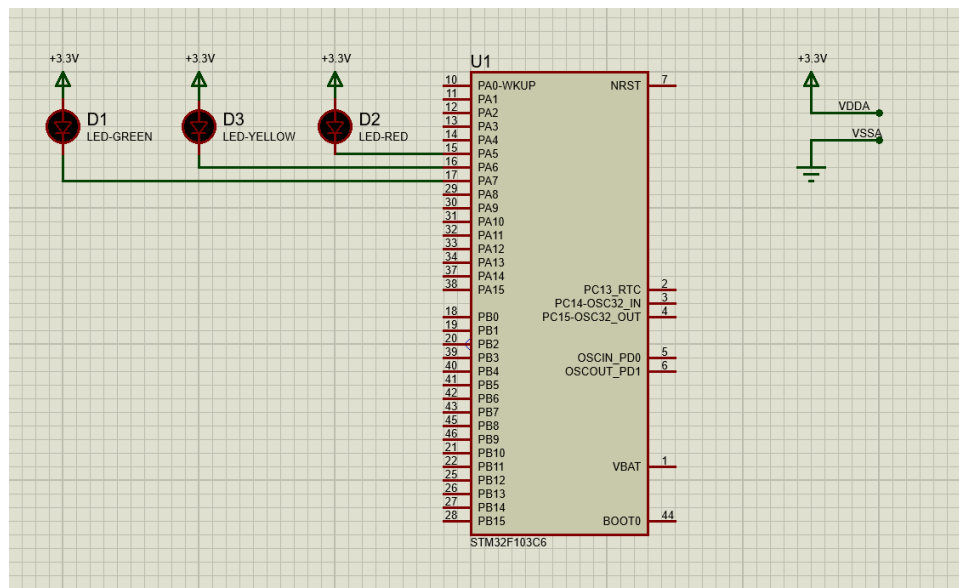 +3.3V
+3.3V
+3.3V
+3.3V
D1
LED-GREEN
D3
LED-YELLOW
D2
LED-RED
U1
10 PA0-WKUP NRST 7
11 PA1
12 PA2
13 PA3
14 PA4
15 PA5
16 PA6
17 PA7
29 PA8
30 PA9
31 PA10
32 PA11
33 PA12
34 PA13
37 PA14
38 PA15 PC13_RTC 2
PC14-OSC32_IN 3
18 PB0 PC15-OSC32_OUT 4
19 PB1
20 PB2
39 PB3 OSCIN_PD0 5
40 PB4 OSCOUT_PD1 6
41 PB5
42 PB6
43 PB7
45 PB8
46 PB9
21 PB10
22 PB11 VBAT 1
25 PB12
26 PB13
27 PB14
28 PB15 BOOT0 44
STM32F103C6
VDDA
VSSA